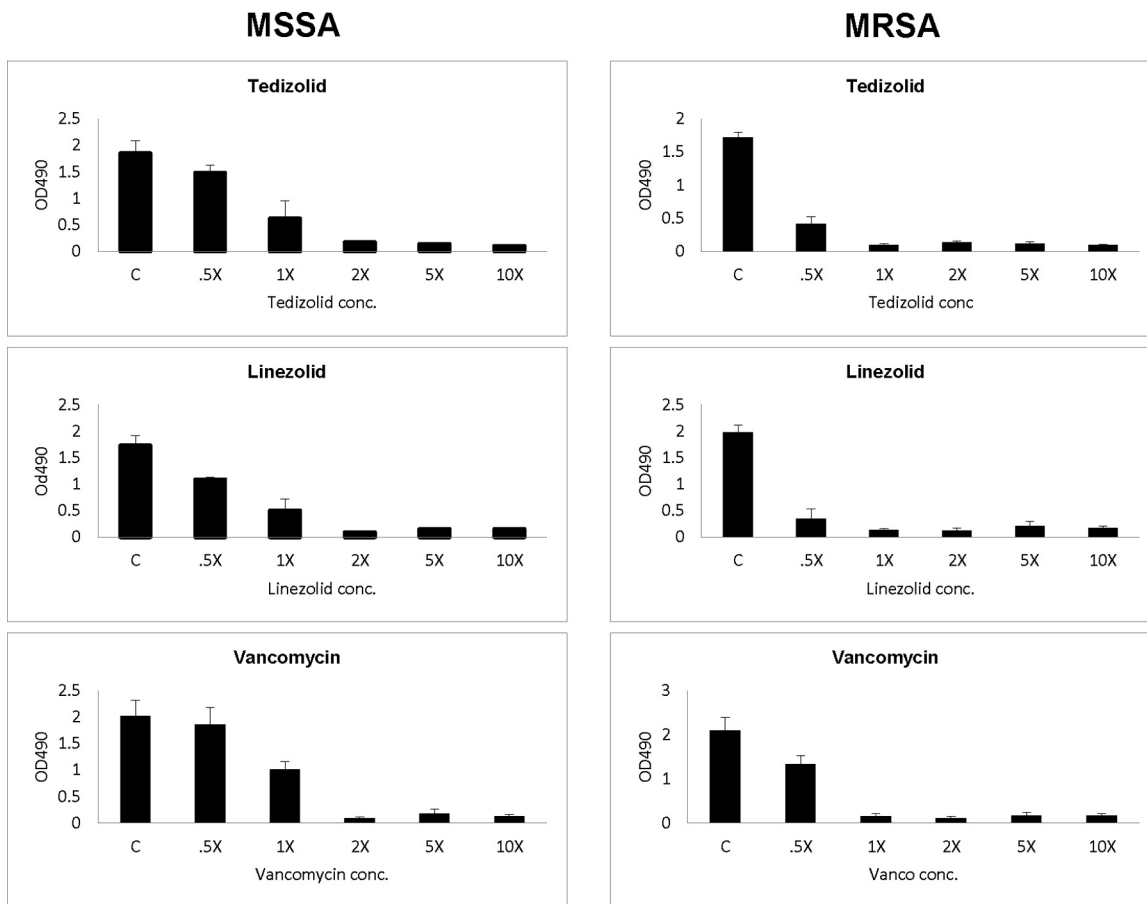 MSSA
MRSA
Tedizolid
2.5
2
1.5
1
0.5
0
OD490
C .5X 1X 2X 5X 10X
Tedizolid conc.
Tedizolid
2
1.5
1
0.5
0
OD490
C .5X 1X 2X 5X 10X
Tedizolid conc
Linezolid
2.5
2
1.5
1
0.5
0
Od490
C .5X 1X 2X 5X 10X
Linezolid conc.
Linezolid
2.5
2
1.5
1
0.5
0
OD490
C .5X 1X 2X 5X 10X
Linezolid conc.
Vancomycin
2.5
2
1.5
1
0.5
0
OD490
C .5X 1X 2X 5X 10X
Vancomycin conc.
Vancomycin
3
2
1
0
OD490
C .5X 1X 2X 5X 10X
Vanco conc.